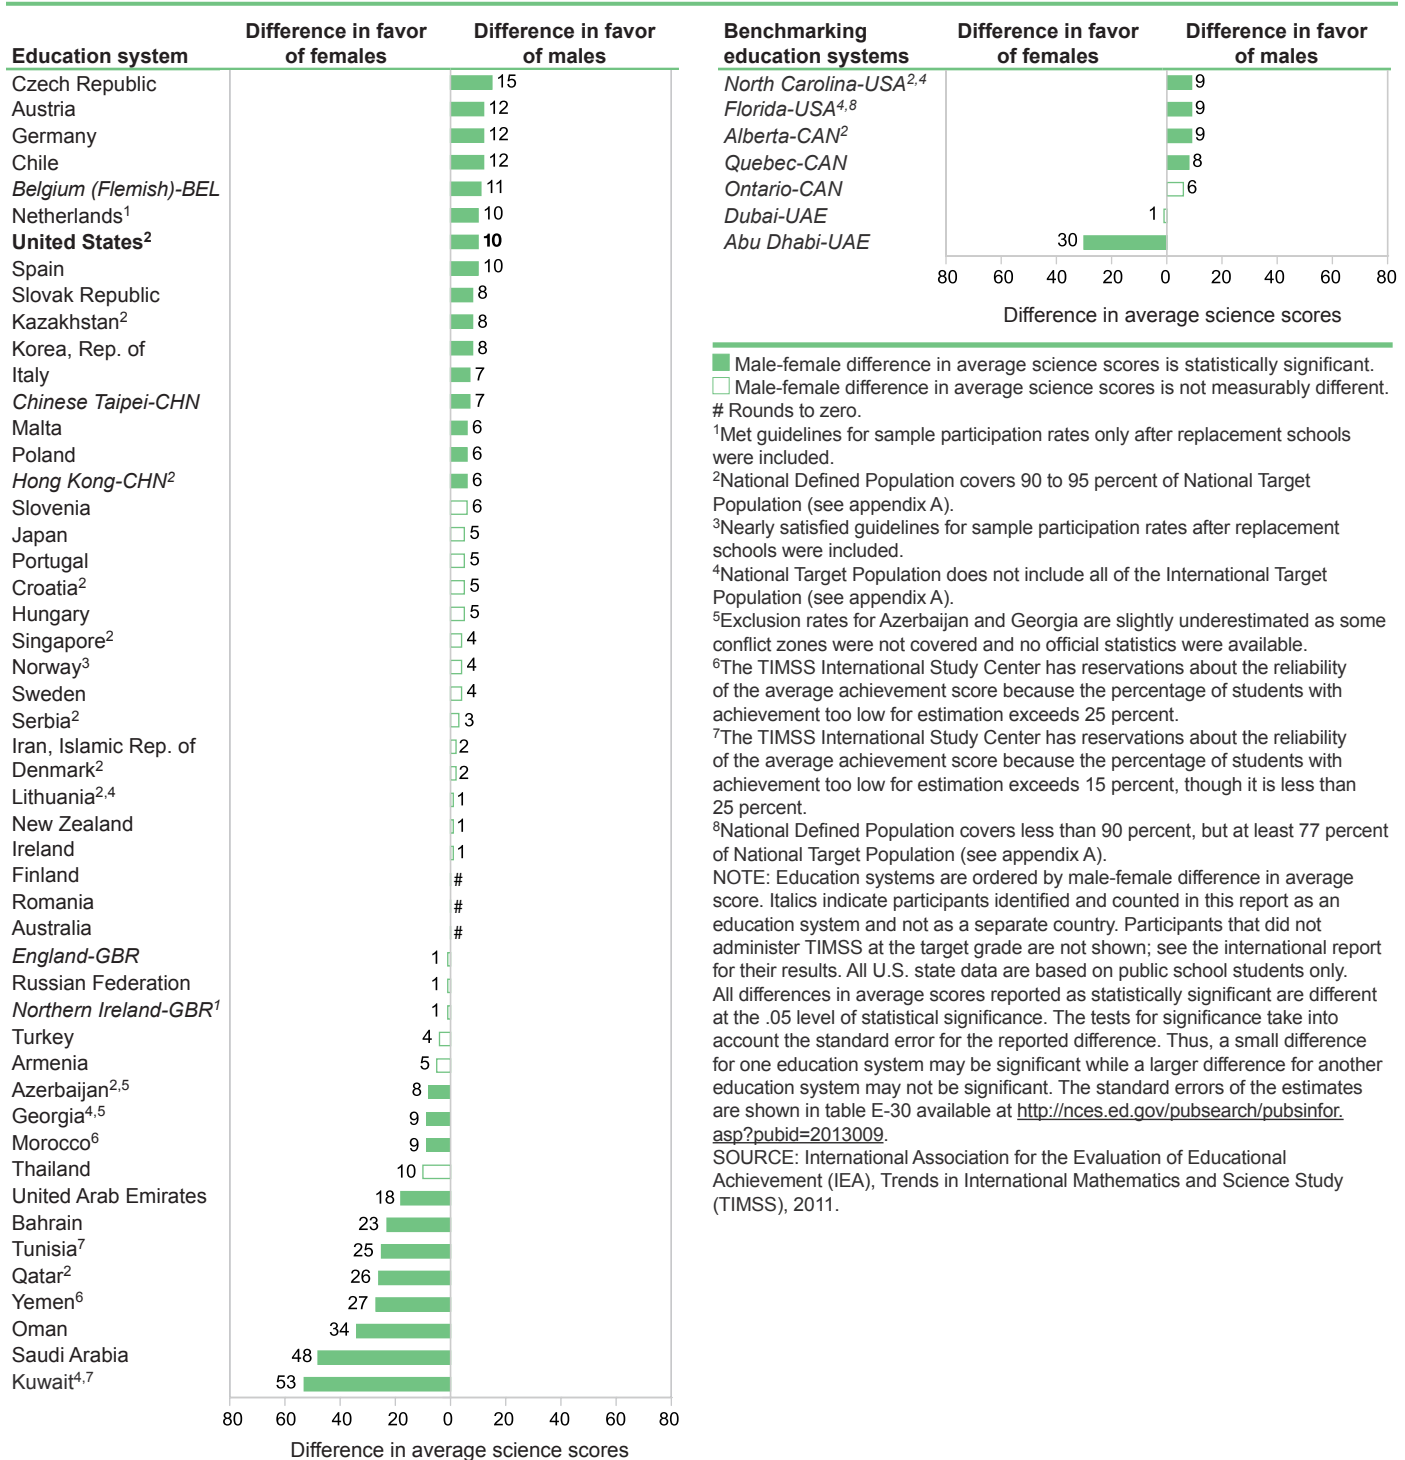 Education system Difference in favor of females Difference in favor of males
Czech Republic 15
Austria 12
Germany 12
Chile 12
Belgium (Flemish)-BEL 11
Netherlands¹ 10
United States² 10
Spain 10
Slovak Republic 8
Kazakhstan² 8
Korea, Rep. of 8
Italy 7
Chinese Taipei-CHN 7
Malta 6
Poland 6
Hong Kong-CHN² 6
Slovenia 6
Japan 5
Portugal 5
Croatia² 5
Hungary 5
Singapore² 4
Norway³ 4
Sweden 4
Serbia² 3
Iran, Islamic Rep. of 2
Denmark² 2
Lithuania²,⁴ 1
New Zealand 1
Ireland 1
Finland #
Romania #
Australia #
England-GBR 1
Russian Federation 1
Northern Ireland-GBR¹ 1
Turkey 4
Armenia 5
Azerbaijan²,⁵ 8
Georgia⁴,⁵ 9
Morocco⁶ 9
Thailand 10
United Arab Emirates 18
Bahrain 23
Tunisia⁷ 25
Qatar² 26
Yemen⁶ 27
Oman 34
Saudi Arabia 48
Kuwait⁴,⁷ 53
80 60 40 20 0 20 40 60 80
Difference in average science scores
Benchmarking education systems Difference in favor of females Difference in favor of males
North Carolina-USA²,⁴ 9
Florida-USA⁴,⁸ 9
Alberta-CAN² 9
Quebec-CAN 8
Ontario-CAN 6
Dubai-UAE 1
Abu Dhabi-UAE 30
80 60 40 20 0 20 40 60 80
Difference in average science scores
Male-female difference in average science scores is statistically significant.
Male-female difference in average science scores is not measurably different.
# Rounds to zero.
¹Met guidelines for sample participation rates only after replacement schools
were included.
²National Defined Population covers 90 to 95 percent of National Target
Population (see appendix A).
³Nearly satisfied guidelines for sample participation rates after replacement
schools were included.
⁴National Target Population does not include all of the International Target
Population (see appendix A).
⁵Exclusion rates for Azerbaijan and Georgia are slightly underestimated as some
conflict zones were not covered and no official statistics were available.
⁶The TIMSS International Study Center has reservations about the reliability
of the average achievement score because the percentage of students with
achievement too low for estimation exceeds 25 percent.
⁷The TIMSS International Study Center has reservations about the reliability
of the average achievement score because the percentage of students with
achievement too low for estimation exceeds 15 percent, though it is less than
25 percent.
⁸National Defined Population covers less than 90 percent, but at least 77 percent
of National Target Population (see appendix A).
NOTE: Education systems are ordered by male-female difference in average
score. Italics indicate participants identified and counted in this report as an
education system and not as a separate country. Participants that did not
administer TIMSS at the target grade are not shown; see the international report
for their results. All U.S. state data are based on public school students only.
All differences in average scores reported as statistically significant are different
at the .05 level of statistical significance. The tests for significance take into
account the standard error for the reported difference. Thus, a small difference
for one education system may be significant while a larger difference for another
education system may not be significant. The standard errors of the estimates
are shown in table E-30 available at http://nces.ed.gov/pubsearch/pubsinfor.
asp?pubid=2013009.
SOURCE: International Association for the Evaluation of Educational
Achievement (IEA), Trends in International Mathematics and Science Study
(TIMSS), 2011.